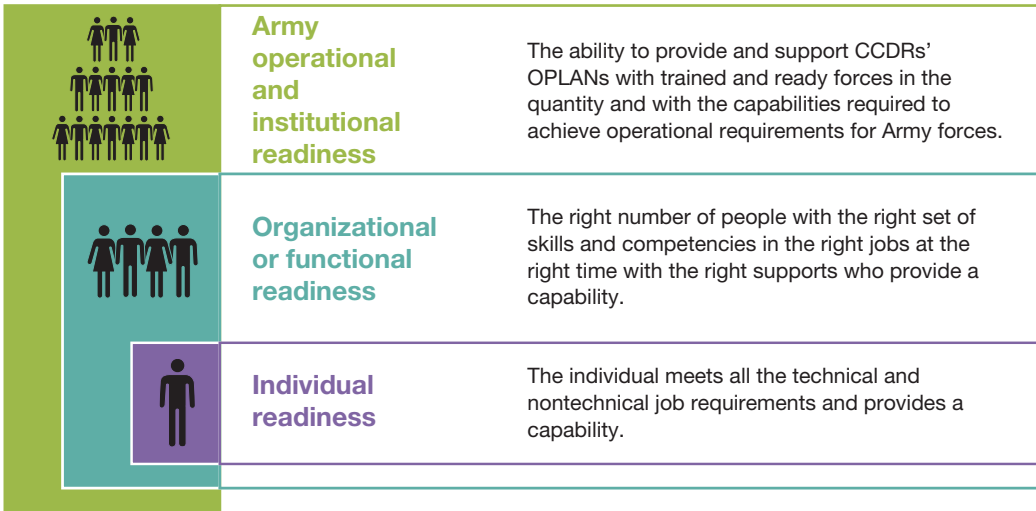 Army
operational
and
institutional
readiness
The ability to provide and support CCDRs’
OPLANs with trained and ready forces in the
quantity and with the capabilities required to
achieve operational requirements for Army forces.
Organizational
or functional
readiness
The right number of people with the right set of
skills and competencies in the right jobs at the
right time with the right supports who provide a
capability.
Individual
readiness
The individual meets all the technical and
nontechnical job requirements and provides a
capability.